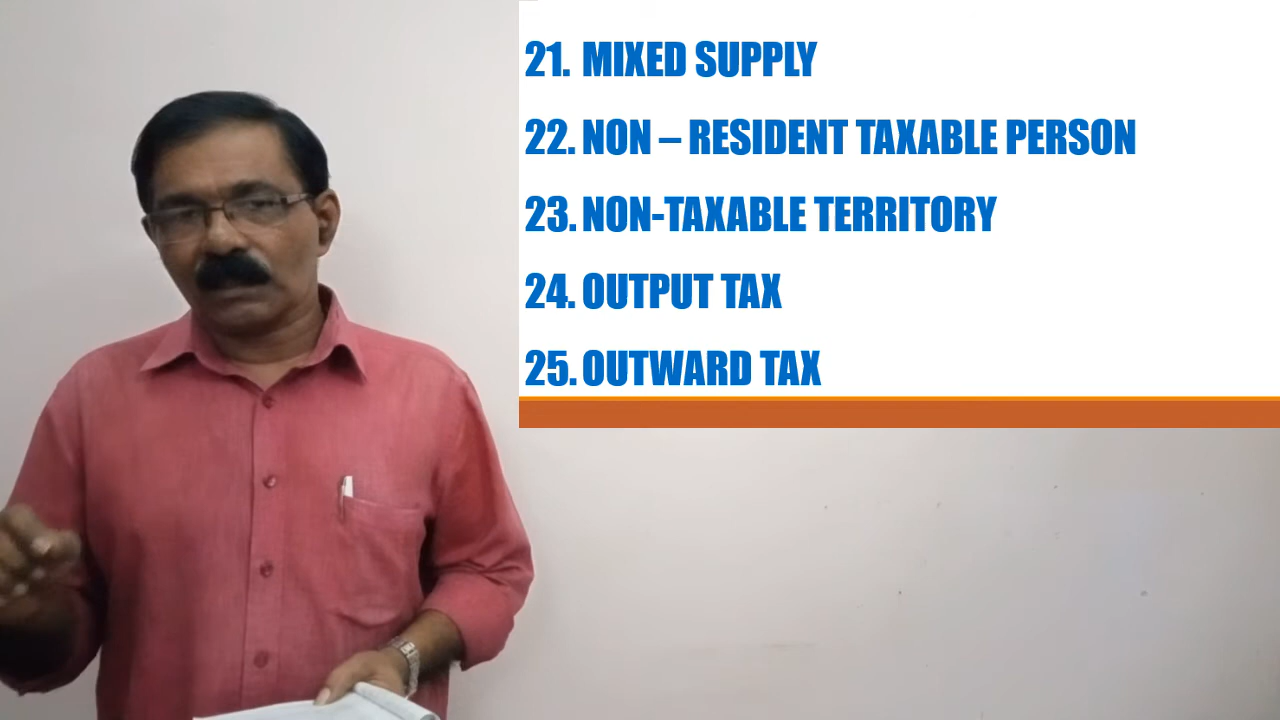 21. MIXED SUPPLY
22. NON – RESIDENT TAXABLE PERSON
23. NON-TAXABLE TERRITORY
24. OUTPUT TAX
25. OUTWARD TAX